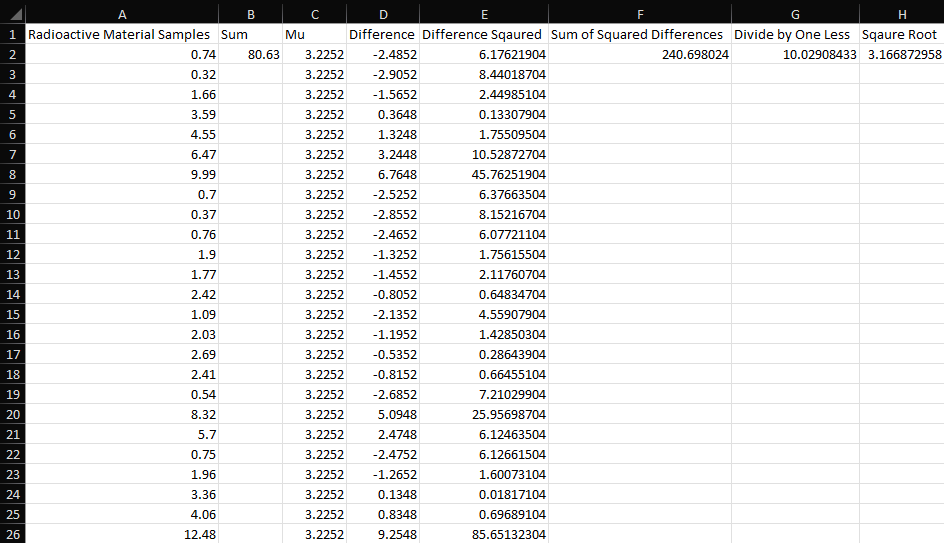 A B C D E F G H
1 Radioactive Material Samples Sum Mu Difference Difference Sqaured Sum of Squared Differences Divide by One Less Sqaure Root
2 0.74 80.63 3.2252 -2.4852 6.17621904 240.698024 10.02908433 3.166872958
3 0.32 3.2252 -2.9052 8.44018704
4 1.66 3.2252 -1.5652 2.44985104
5 3.59 3.2252 0.3648 0.13307904
6 4.55 3.2252 1.3248 1.75509504
7 6.47 3.2252 3.2448 10.52872704
8 9.99 3.2252 6.7648 45.76251904
9 0.7 3.2252 -2.5252 6.37663504
10 0.37 3.2252 -2.8552 8.15216704
11 0.76 3.2252 -2.4652 6.07721104
12 1.9 3.2252 -1.3252 1.75615504
13 1.77 3.2252 -1.4552 2.11760704
14 2.42 3.2252 -0.8052 0.64834704
15 1.09 3.2252 -2.1352 4.55907904
16 2.03 3.2252 -1.1952 1.42850304
17 2.69 3.2252 -0.5352 0.28643904
18 2.41 3.2252 -0.8152 0.66455104
19 0.54 3.2252 -2.6852 7.21029904
20 8.32 3.2252 5.0948 25.95698704
21 5.7 3.2252 2.4748 6.12463504
22 0.75 3.2252 -2.4752 6.12661504
23 1.96 3.2252 -1.2652 1.60073104
24 3.36 3.2252 0.1348 0.01817104
25 4.06 3.2252 0.8348 0.69689104
26 12.48 3.2252 9.2548 85.65132304